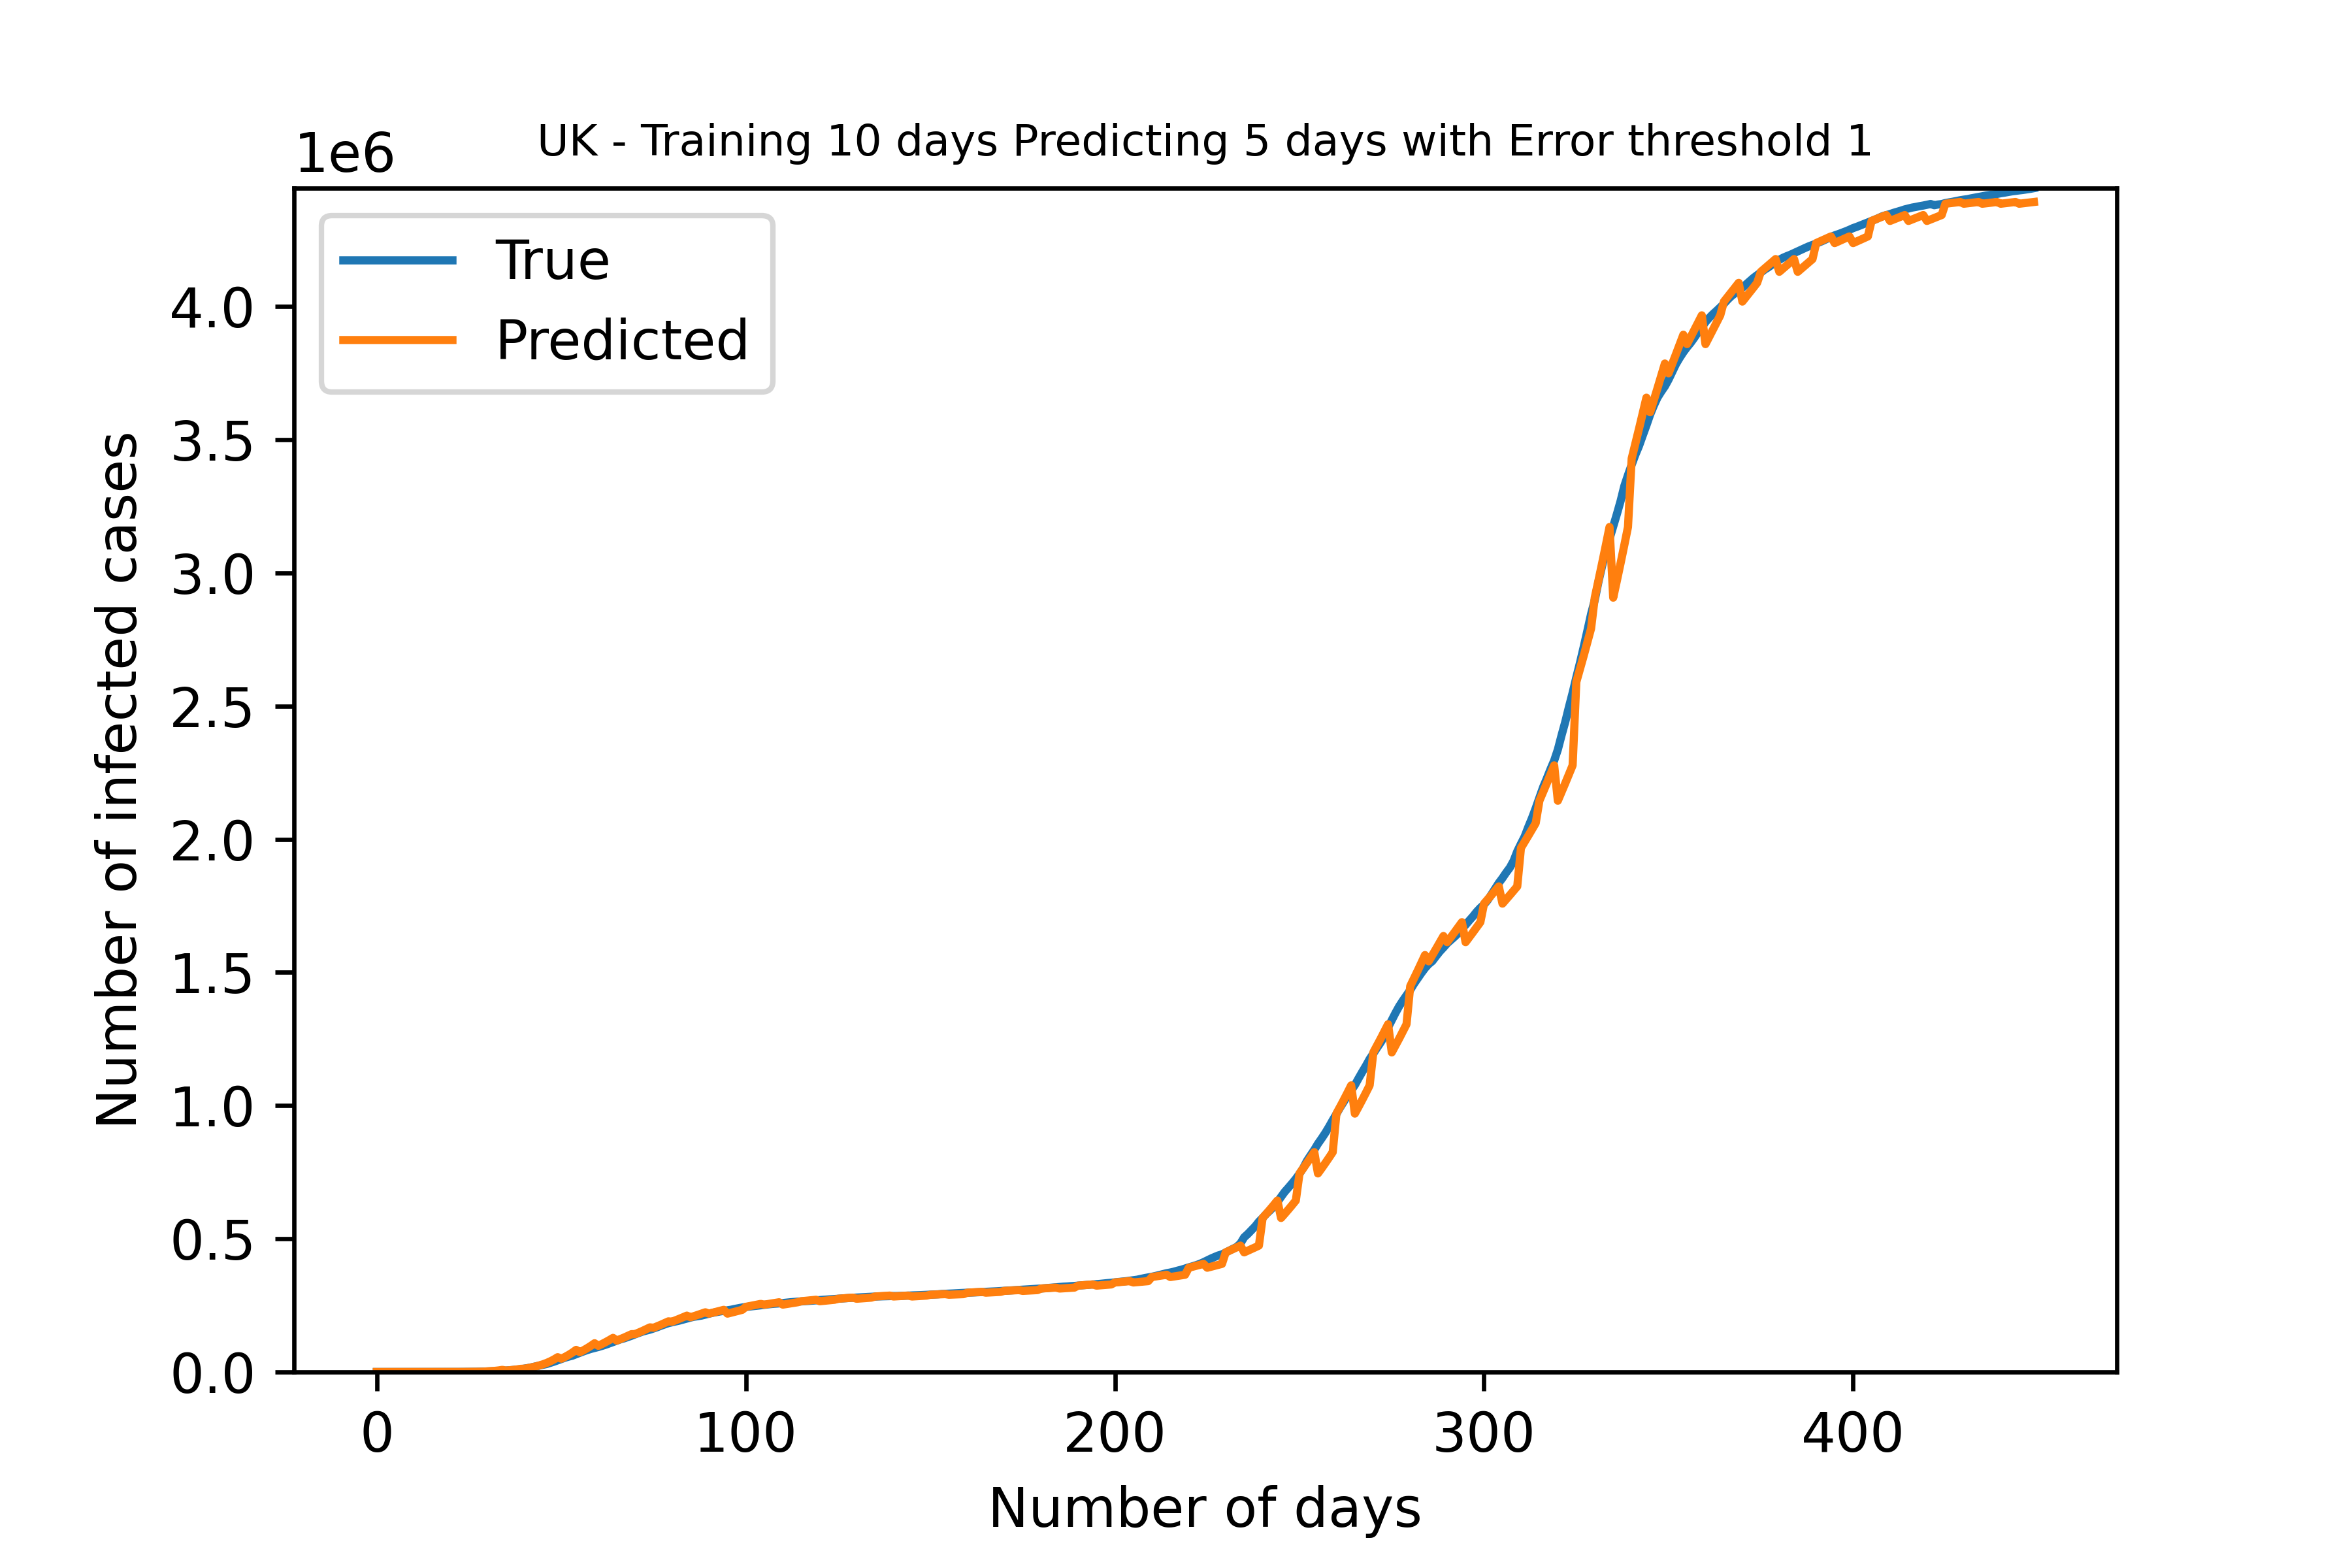 UK - Training 10 days Predicting 5 days with Error threshold 1
1e6
True
Predicted
4.0
3.5
3.0
2.5
2.0
1.5
1.0
0.5
0.0
Number of infected cases
0 100 200 300 400
Number of days